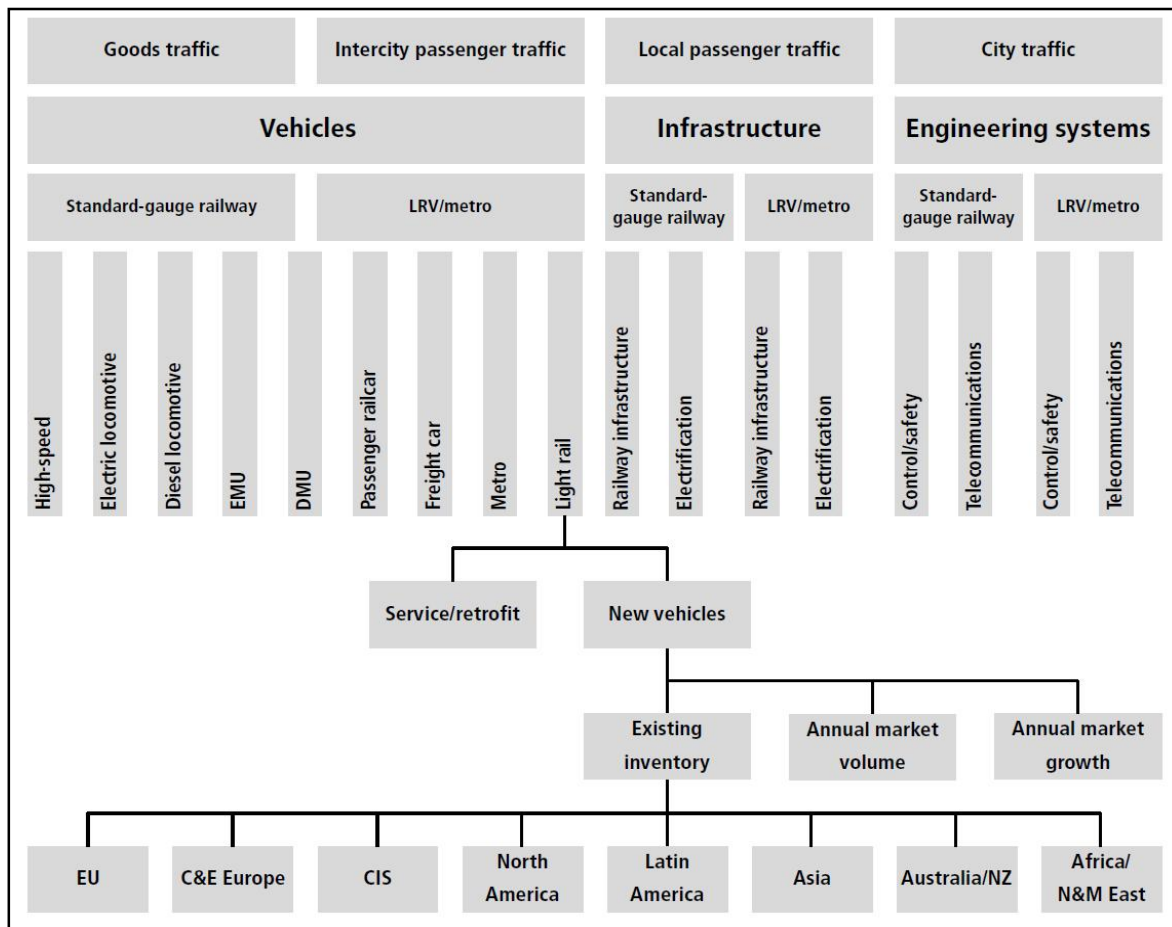 Goods traffic
Intercity passenger traffic
Local passenger traffic
City traffic
Vehicles
Infrastructure
Engineering systems
Standard-gauge railway
LRV/metro
Standard-
gauge railway
LRV/metro
Standard-
gauge railway
LRV/metro
High-speed
Electric locomotive
Diesel locomotive
EMU
DMU
Passenger railcar
Freight car
Metro
Light rail
Railway infrastructure
Electrification
Railway infrastructure
Electrification
Control/safety
Telecommunications
Control/safety
Telecommunications
Service/retrofit
New vehicles
Existing
inventory
Annual market
volume
Annual market
growth
EU
C&E Europe
CIS
North
America
Latin
America
Asia
Australia/NZ
Africa/
N&M East